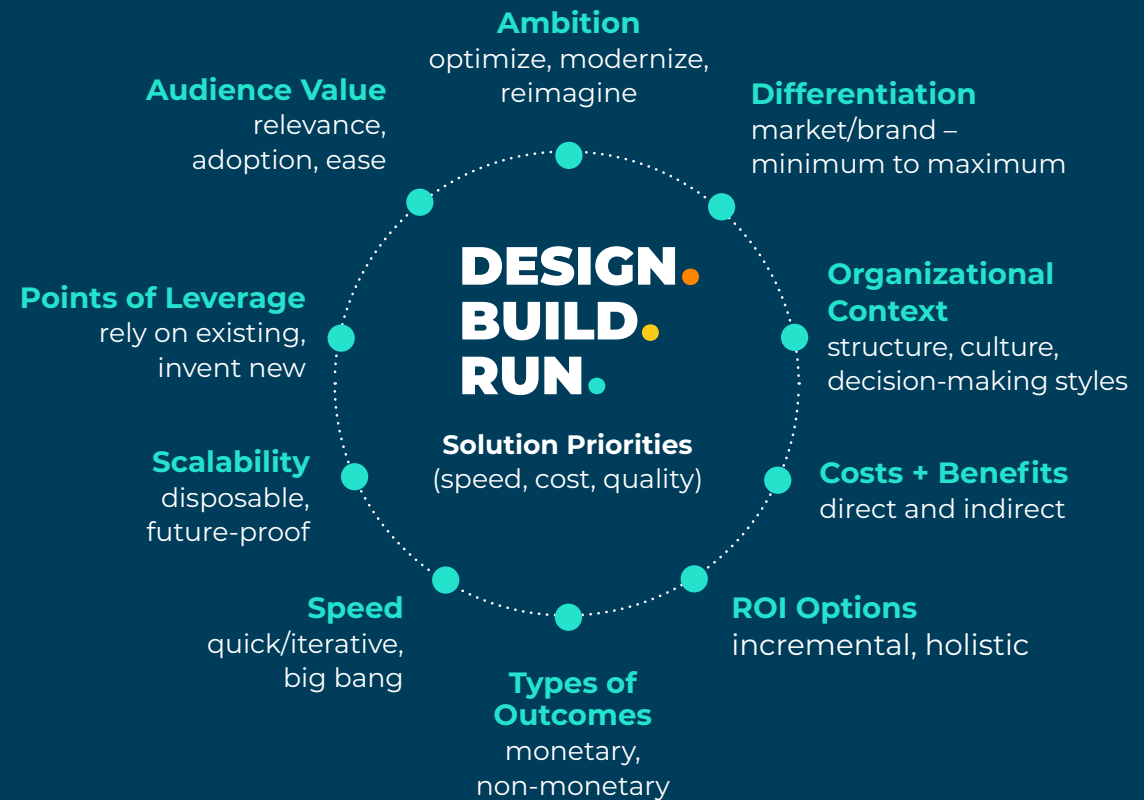 Ambition
optimize, modernize,
reimagine
Differentiation
market/brand –
minimum to maximum
Organizational
Context
structure, culture,
decision-making styles
Costs + Benefits
direct and indirect
ROI Options
incremental, holistic
Types of
Outcomes
monetary,
non-monetary
Speed
quick/iterative,
big bang
Scalability
disposable,
future-proof
Points of Leverage
rely on existing,
invent new
Audience Value
relevance,
adoption, ease
DESIGN.
BUILD.
RUN.
Solution Priorities
(speed, cost, quality)